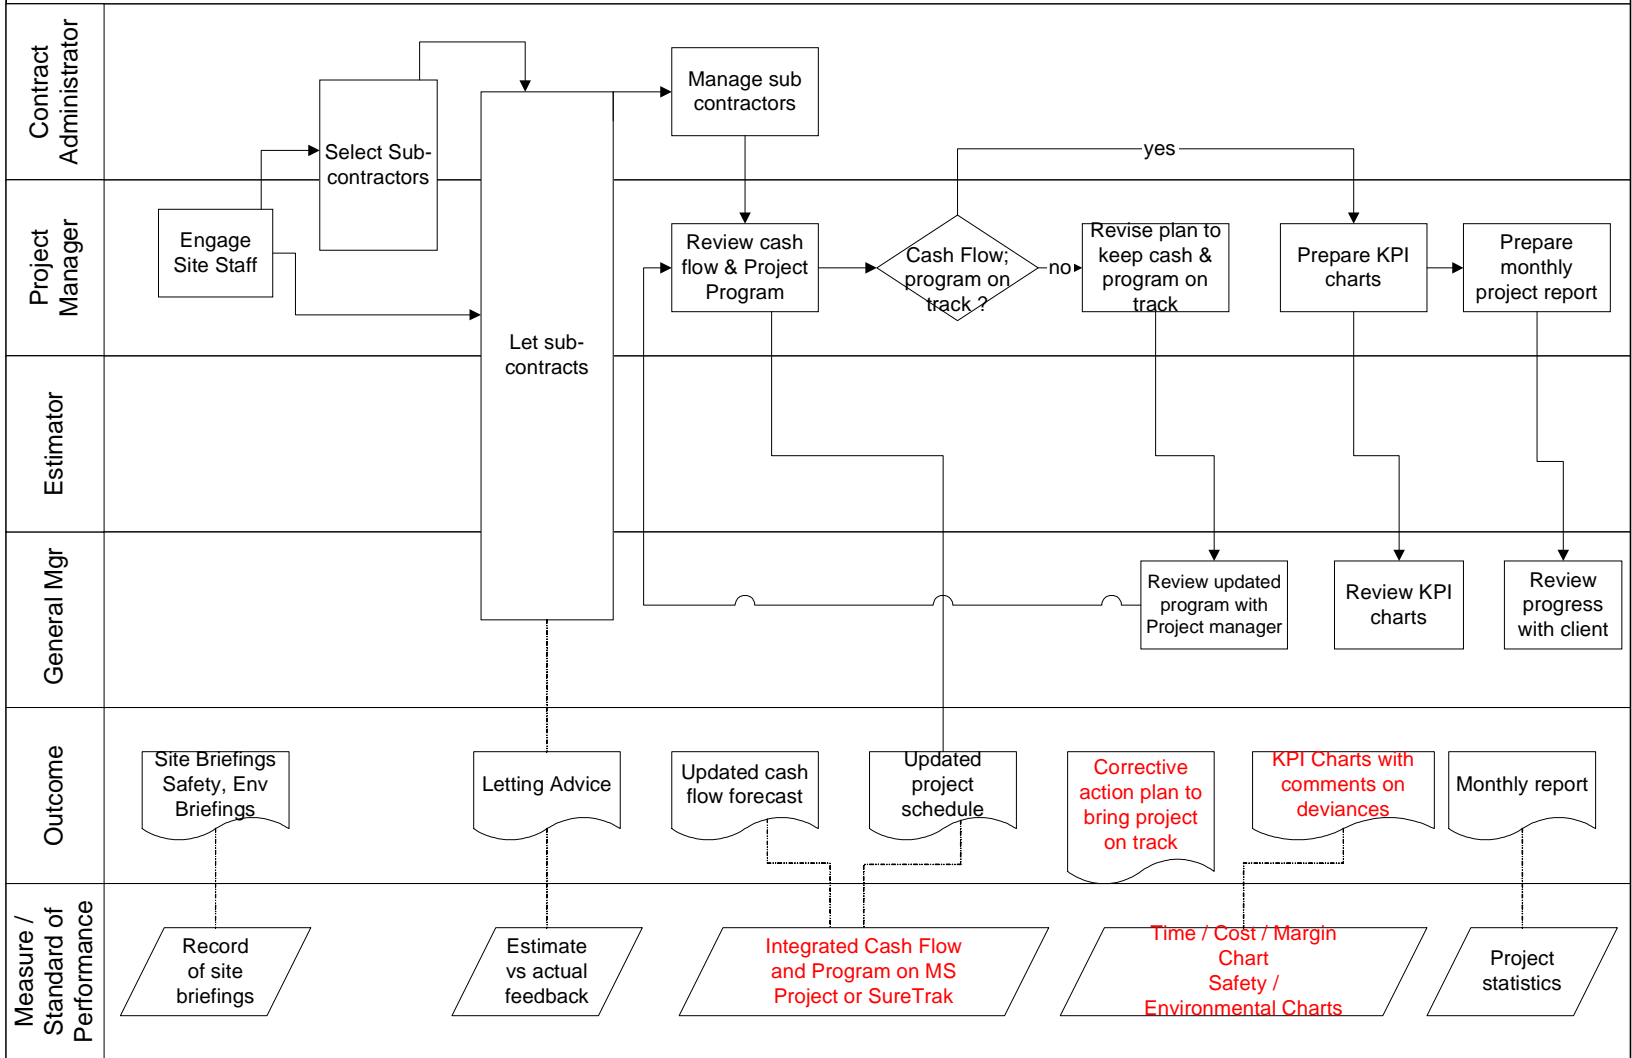 Contract
Administrator
Select Sub-
contractors
Manage sub
contractors
yes
Project
Manager
Engage
Site Staff
Review cash
flow & Project
Program
Cash Flow;
program on
track ?
no
Revise plan to
keep cash &
program on
track
Prepare KPI
charts
Prepare
monthly
project report
Let sub-
contracts
Estimator
General Mgr
Review updated
program with
Project manager
Review KPI
charts
Review
progress
with client
Outcome
Site Briefings
Safety, Env
Briefings
Letting Advice
Updated cash
flow forecast
Updated
project
schedule
Corrective
action plan to
bring project
on track
KPI Charts with
comments on
deviances
Monthly report
Measure /
Standard of
Performance
Record
of site
briefings
Estimate
vs actual
feedback
Integrated Cash Flow
and Program on MS
Project or SureTrak
Time / Cost / Margin
Chart
Safety /
Environmental Charts
Project
statistics